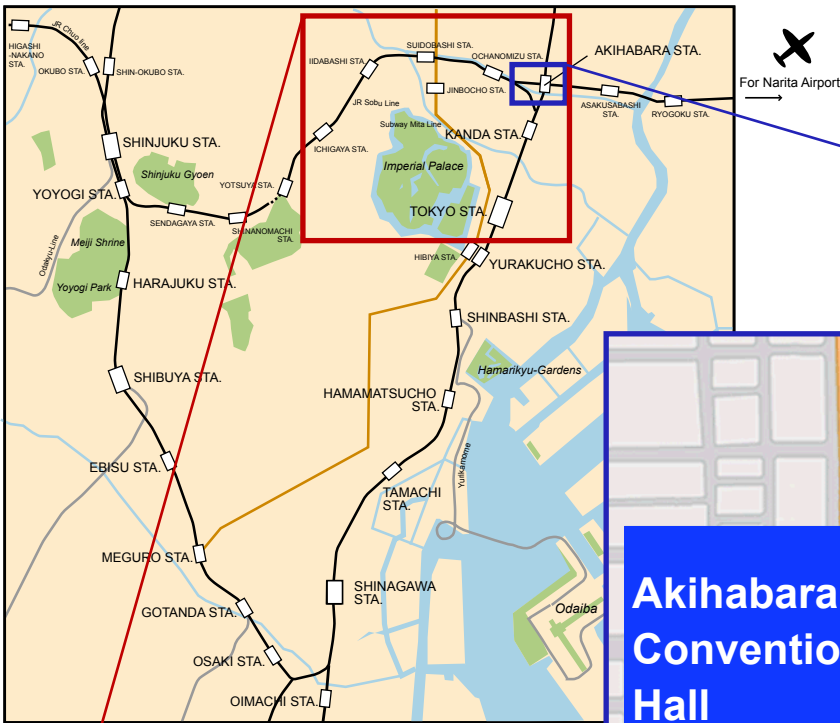 JR Chuo line
HIGASHI
-NAKANO
STA.
OKUBO STA.
SHIN-OKUBO STA.
SUIDOBASHI STA.
IIDABASHI STA.
OCHANOMIZU STA.
AKIHABARA STA.
For Narita Airport
JINBOCHO STA.
ASAKUSABASHI
STA.
RYOGOKU STA.
JR Sobu Line
Subway Mita Line
KANDA STA.
SHINJUKU STA.
ICHIGAYA STA.
Shinjuku Gyoen
Imperial Palace
YOYOGI STA.
YOTSUYA STA.
TOKYO STA.
SENDAGAYA STA.
SHINANOMACHI
STA.
Meiji Shrine
Odakyu-Line
HIBIYA STA.
YURAKUCHO STA.
Yoyogi Park
HARAJUKU STA.
SHINBASHI STA.
Hamarikyu-Gardens
SHIBUYA STA.
HAMAMATSUCHO
STA.
Yurikamome
EBISU STA.
TAMACHI
STA.
MEGURO STA.
SHINAGAWA
STA.
GOTANDA STA.
Odaiba
OSAKI STA.
OIMACHI STA.
Akihabara
Conventio
Hall